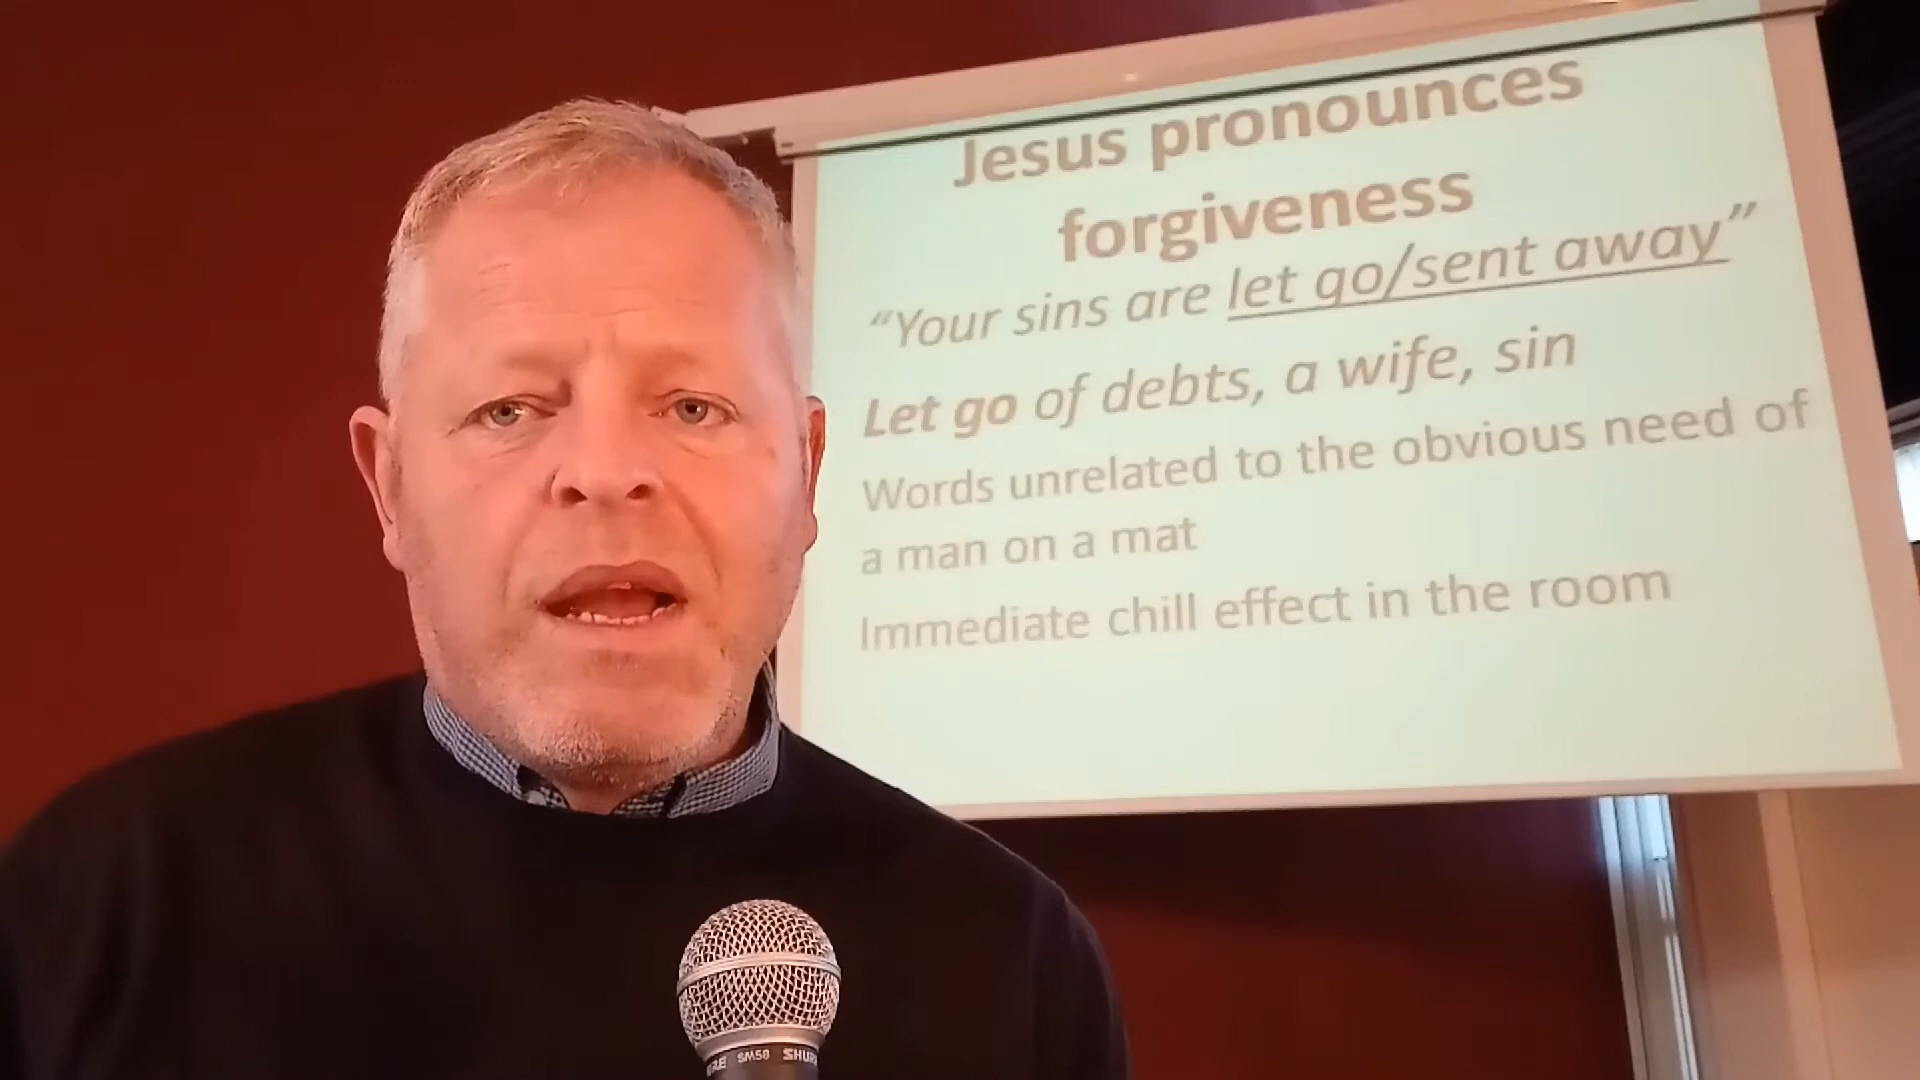 Jesus pronounces
forgiveness
“Your sins are let go/sent away”
Let go of debts, a wife, sin
Words unrelated to the obvious need of
a man on a mat
Immediate chill effect in the room
SM58 SHURE